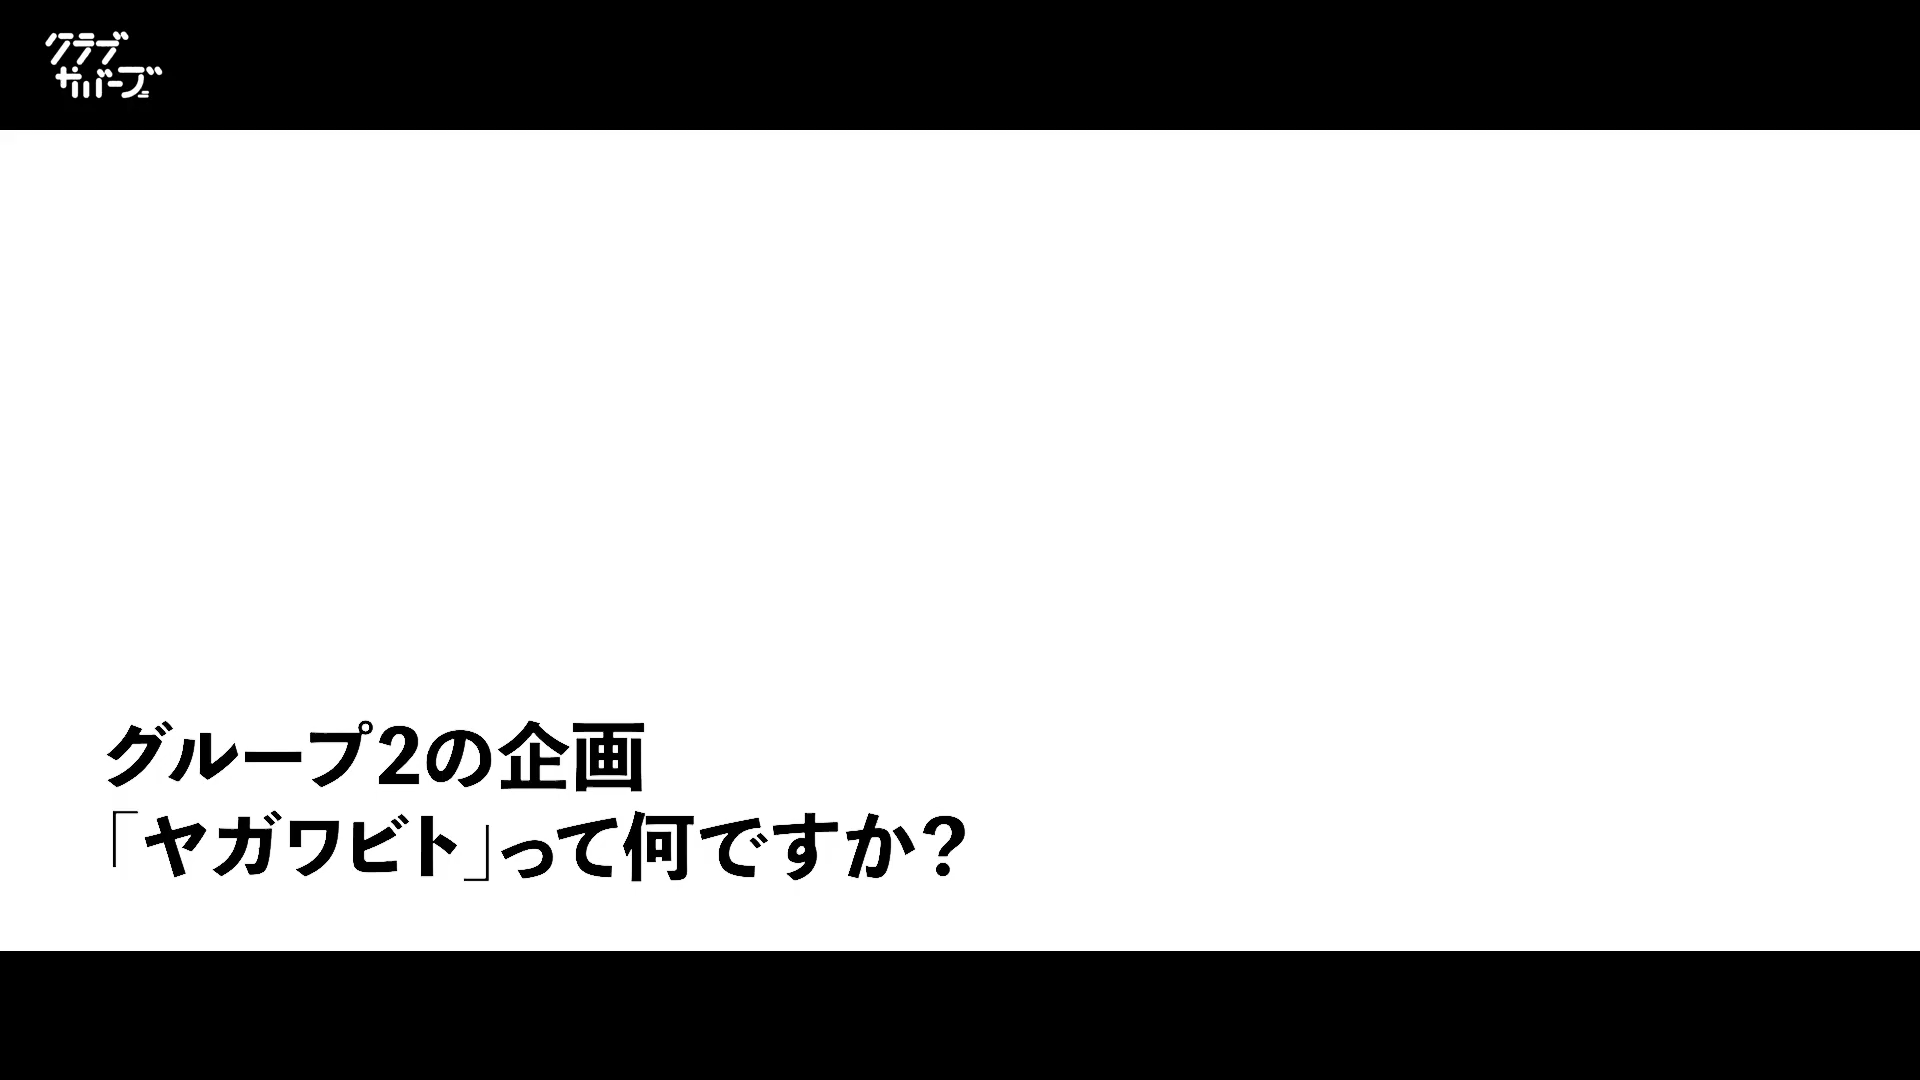 クラブ
サバーブ
グループ2の企画
「ヤガワビト」って何ですか？